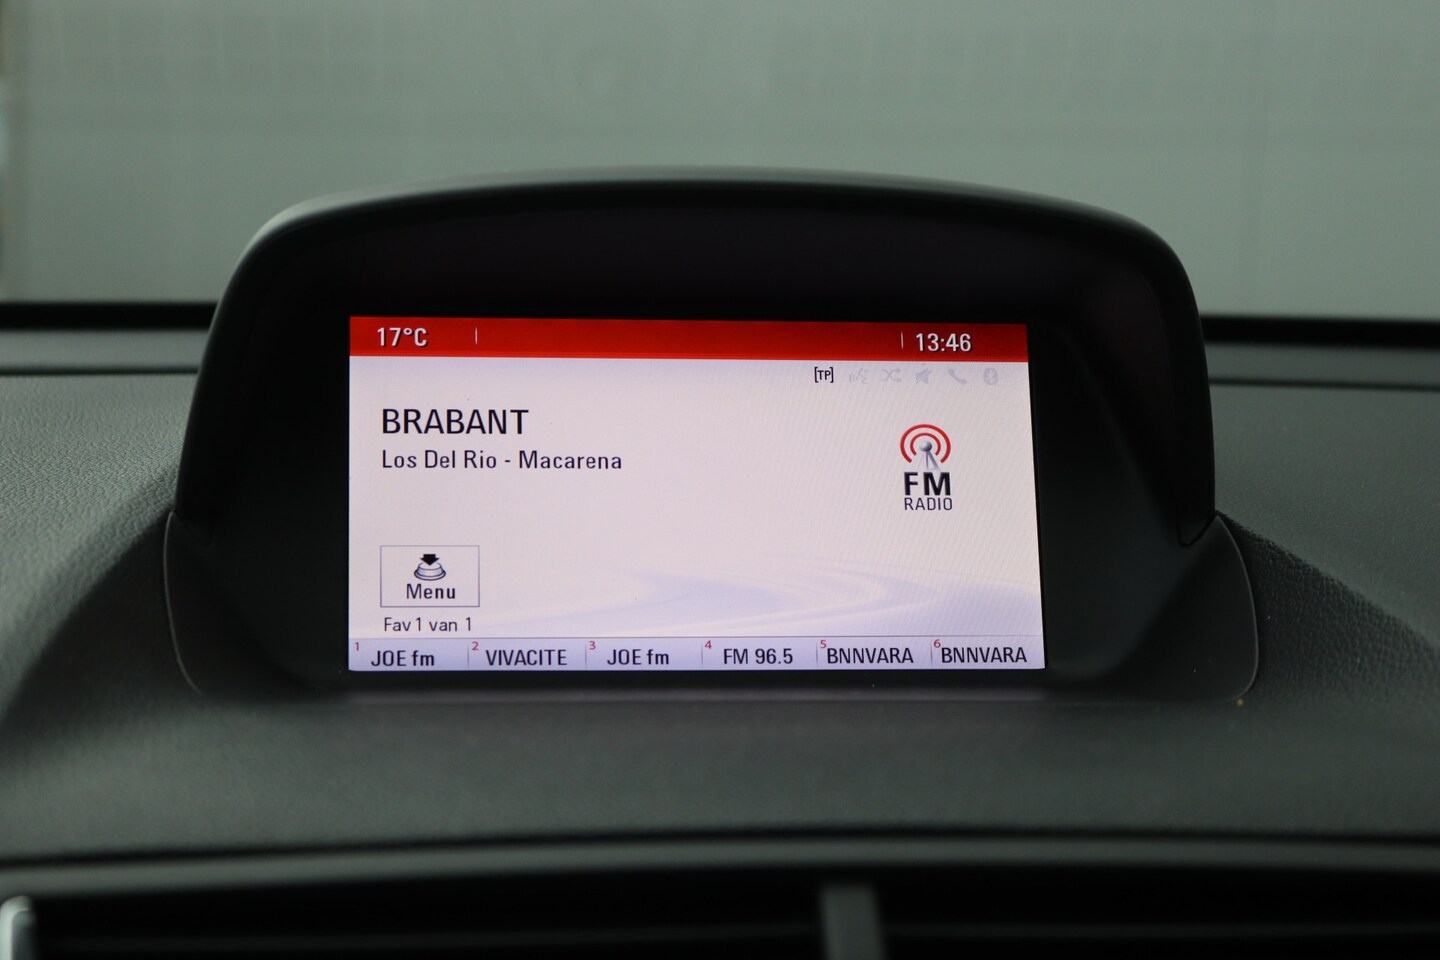 17°C 13:46
[TP]
BRABANT
Los Del Rio - Macarena
FM
RADIO
Menu
Fav 1 van 1
1 JOE fm 2 VIVACITE 3 JOE fm 4 FM 96.5 5 BNNVARA 6 BNNVARA